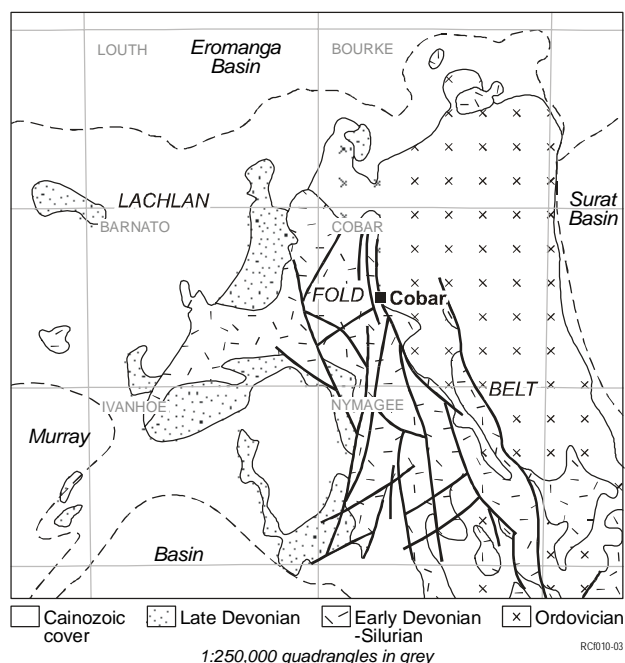 LOUTH
Eromanga
Basin
BOURKE
LACHLAN
Surat
Basin
BARNATO
COBAR
FOLD
Cobar
BELT
IVANHOE
NYMAGEE
Murray
Basin
Cainozoic
cover
Late Devonian
Early Devonian
-Silurian
Ordovician
1:250,000 quadrangles in grey
RCf010-03